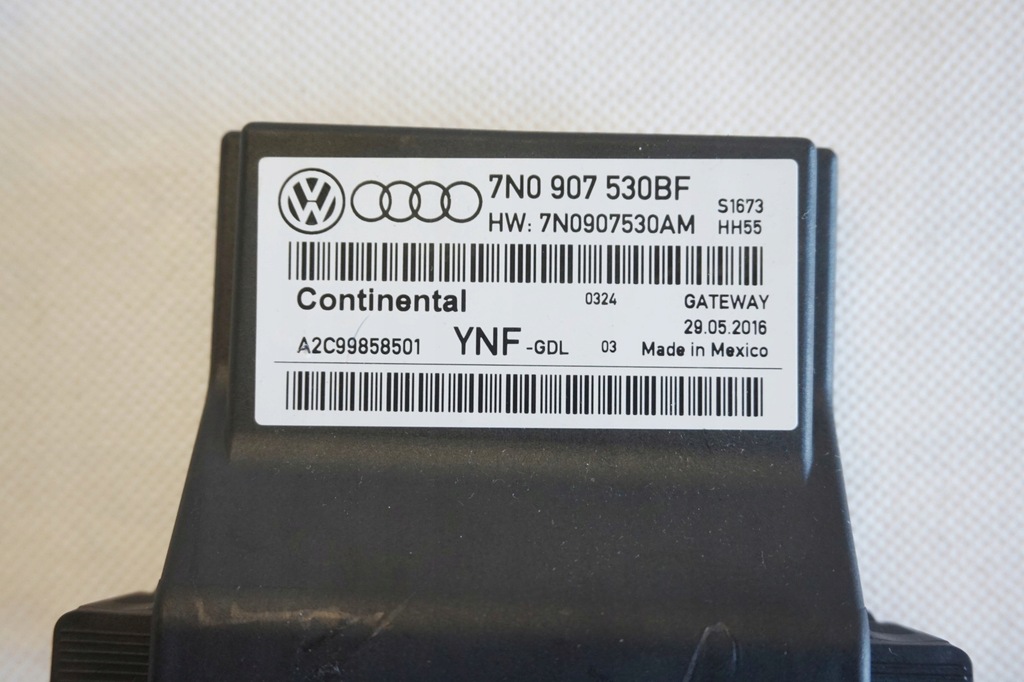 7N0 907 530BF
HW: 7N0907530AM
S1673
HH55
Continental
0324
GATEWAY
29.05.2016
A2C99858501
YNF-GDL
03
Made in Mexico